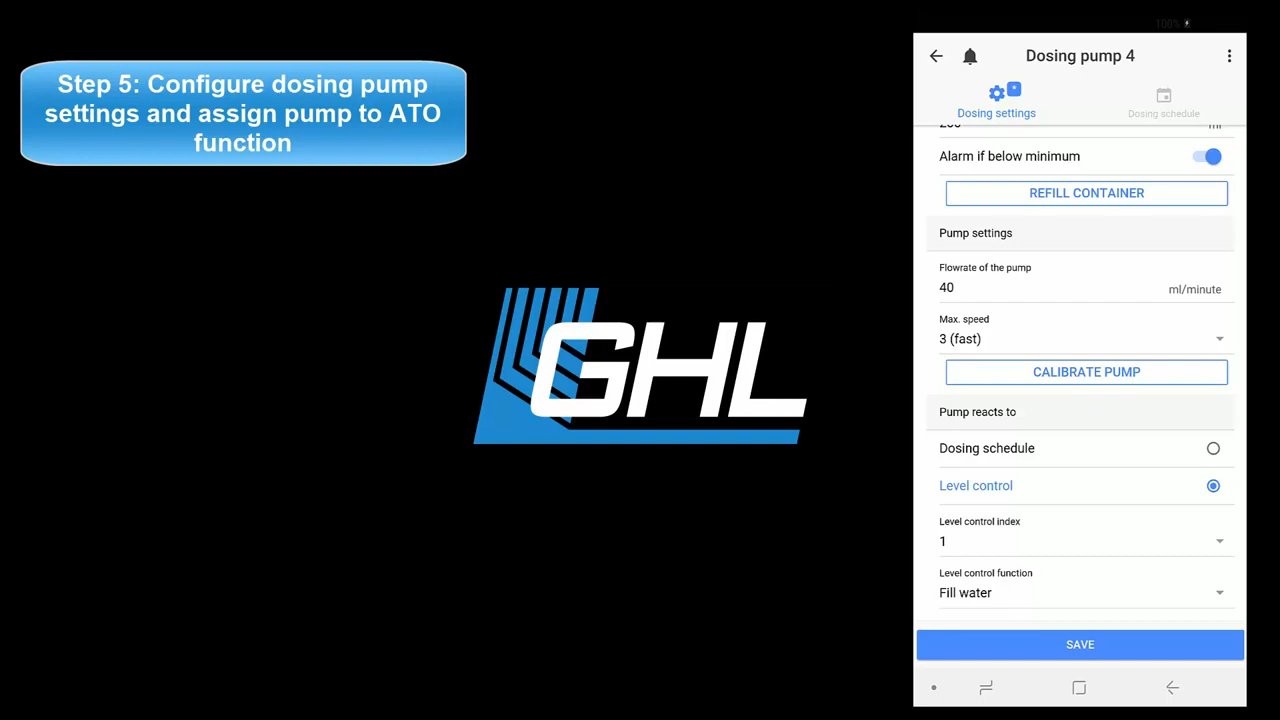 Step 5: Configure dosing pump
settings and assign pump to ATO
function
GHL
100%
Dosing pump 4
Dosing settings
Dosing schedule
ml
Alarm if below minimum
REFILL CONTAINER
Pump settings
Flowrate of the pump
40 ml/minute
Max. speed
3 (fast)
CALIBRATE PUMP
Pump reacts to
Dosing schedule
Level control
Level control index
1
Level control function
Fill water
SAVE